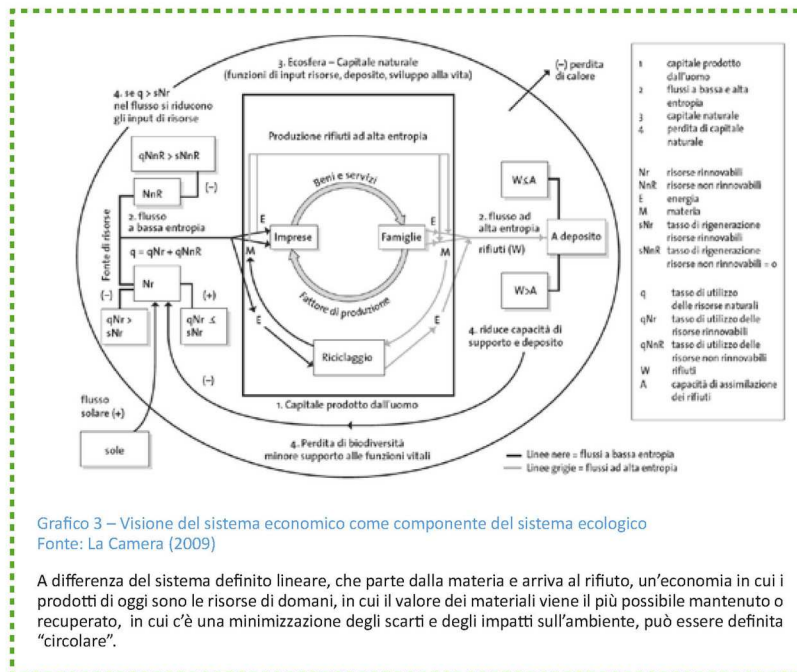 3. Ecosfera – Capitale naturale
(funzioni di input risorse, deposito, sviluppo alla vita)
(–) perdita
di calore
4. se q > sNr
nel flusso si riducono
gli input di risorse
Produzione rifiuti ad alta entropia
qNnR > sNnR
(–)
NnR
2. flusso
a bassa entropia
q = qNr + qNnR
Fonte di risorse
Nr
(–)
(+)
qNr >
sNr
qNr ≤
sNr
(–)
flusso
solare (+)
sole
Beni e servizi
E
Imprese
M
Famiglie
E
M
Fattore di produzione
E
E
Riciclaggio
1. Capitale prodotto dall'uomo
2. flusso ad
alta entropia
rifiuti (W)
W≤A
A deposito
W>A
4. riduce capacità di
supporto e deposito
4. Perdita di biodiversità
minore supporto alle funzioni vitali
Linee nere = flussi a bassa entropia
Linee grigie = flussi ad alta entropia
1 capitale prodotto
dall'uomo
2 flussi a bassa e alta
entropia
3 capitale naturale
4 perdita di capitale
naturale
Nr risorse rinnovabili
NnR risorse non rinnovabili
E energia
M materia
sNr tasso di rigenerazione
risorse rinnovabili
sNnR tasso di rigenerazione
risorse non rinnovabili = 0
q tasso di utilizzo
delle risorse naturali
qNr tasso di utilizzo delle
risorse rinnovabili
qNnR tasso di utilizzo delle
risorse non rinnovabili
W rifiuti
A capacità di assimilazione
dei rifiuti
Grafico 3 – Visione del sistema economico come componente del sistema ecologico
Fonte: La Camera (2009)
A differenza del sistema definito lineare, che parte dalla materia e arriva al rifiuto, un'economia in cui i
prodotti di oggi sono le risorse di domani, in cui il valore dei materiali viene il più possibile mantenuto o
recuperato, in cui c'è una minimizzazione degli scarti e degli impatti sull'ambiente, può essere definita
"circolare".